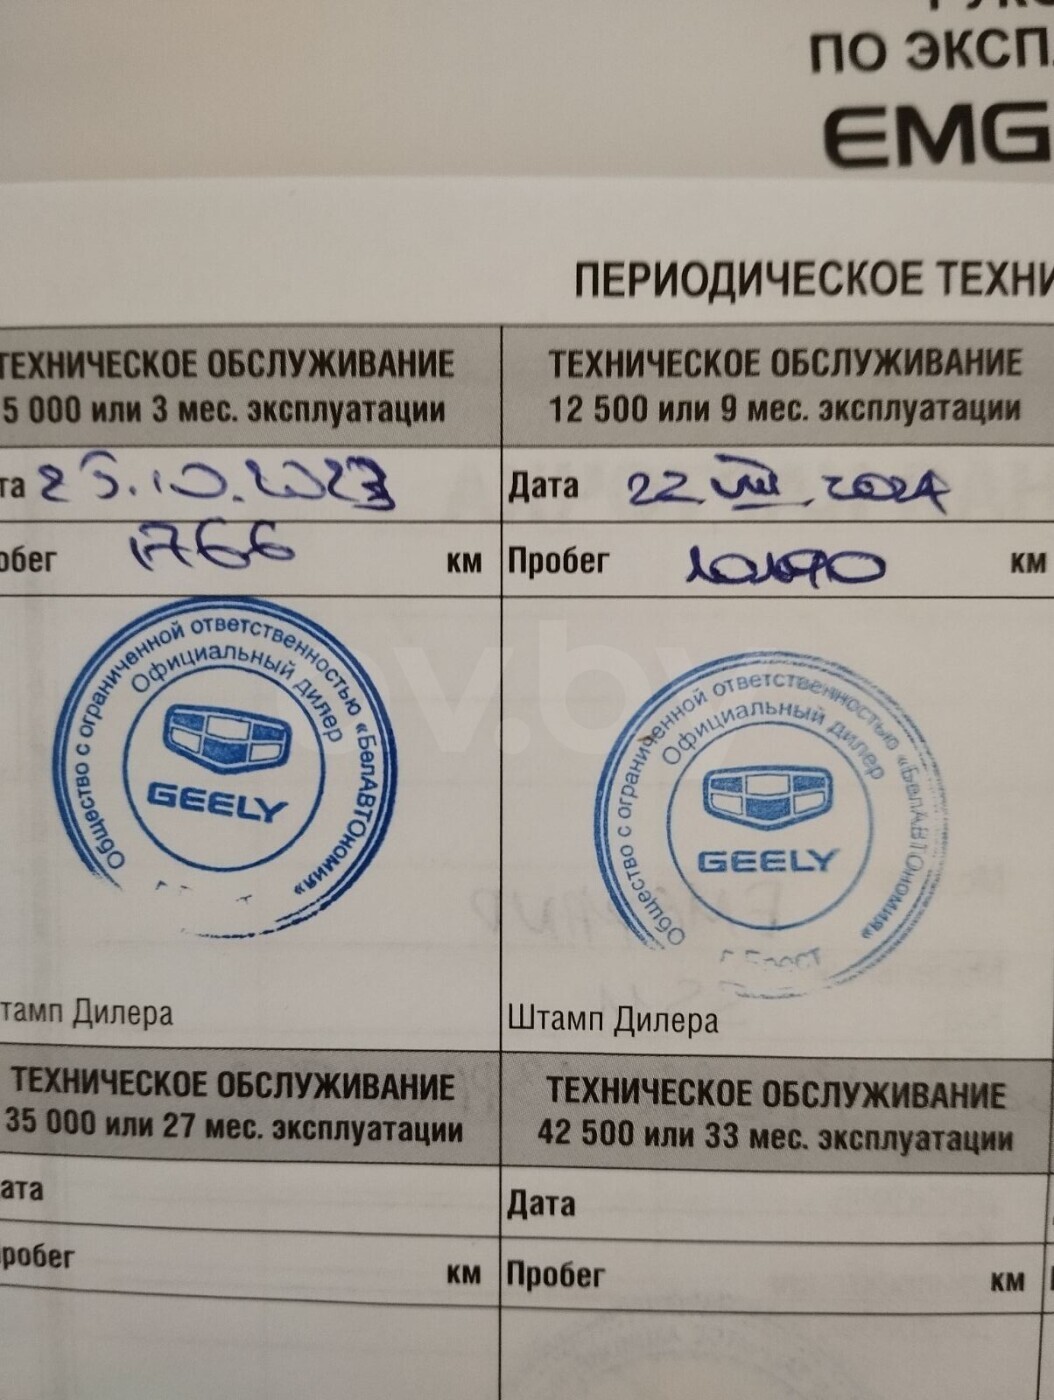 ПО ЭКСП
EMG
ПЕРИОДИЧЕСКОЕ ТЕХНИ
ТЕХНИЧЕСКОЕ ОБСЛУЖИВАНИЕ
5 000 или 3 мес. эксплуатации
та 25.10.2023
обег 1766 км
Общество с ограниченной ответственностью «БелАВТОномия»
Официальный дилер
GEELY
тамп Дилера
ТЕХНИЧЕСКОЕ ОБСЛУЖИВАНИЕ
12 500 или 9 мес. эксплуатации
Дата 22 VIII 2024
Пробег км
Общество с ограниченной ответственностью «БелАВТОномия»
Официальный дилер
GEELY
г. Брест
Штамп Дилера
av.by
ТЕХНИЧЕСКОЕ ОБСЛУЖИВАНИЕ
35 000 или 27 мес. эксплуатации
ата
робег км
ТЕХНИЧЕСКОЕ ОБСЛУЖИВАНИЕ
42 500 или 33 мес. эксплуатации
Дата
Пробег км